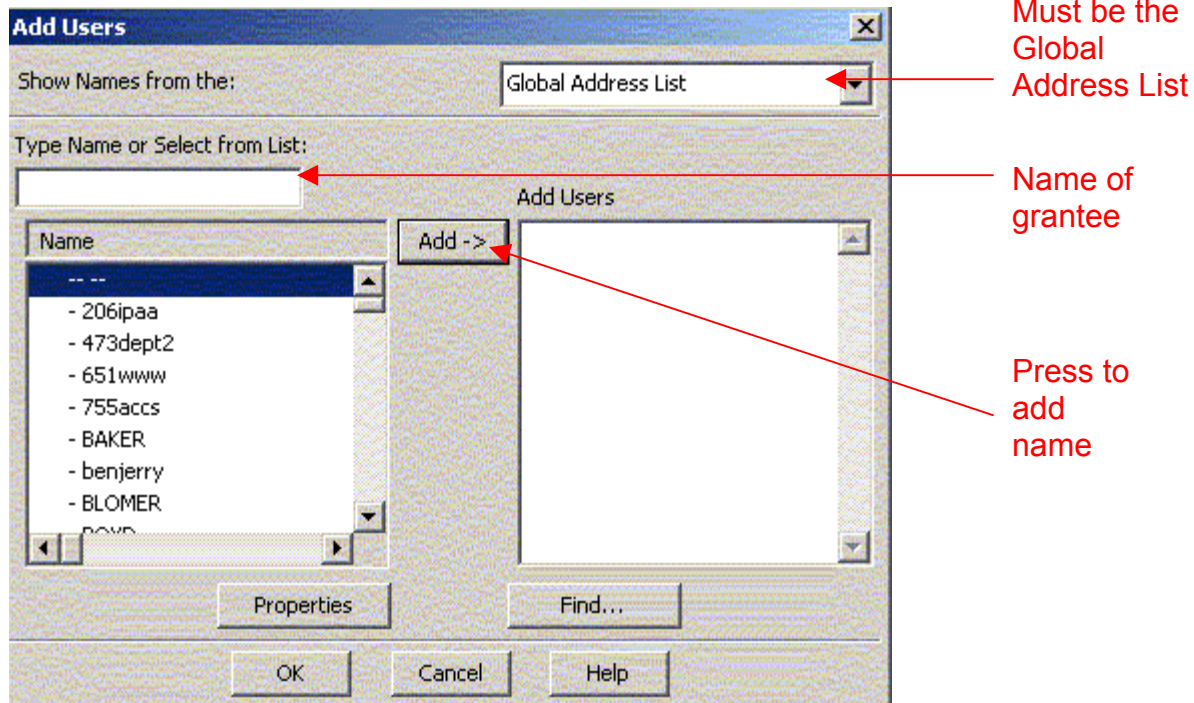 Add Users
Must be the
Global
Address List
Show Names from the:
Global Address List
Type Name or Select from List:
Name of
grantee
Add Users
Name
Add ->
-- --
- 206ipaa
- 473dept2
- 651www
- 755accs
- BAKER
- benjerry
- BLOMER
Press to
add
name
Properties
Find...
OK
Cancel
Help